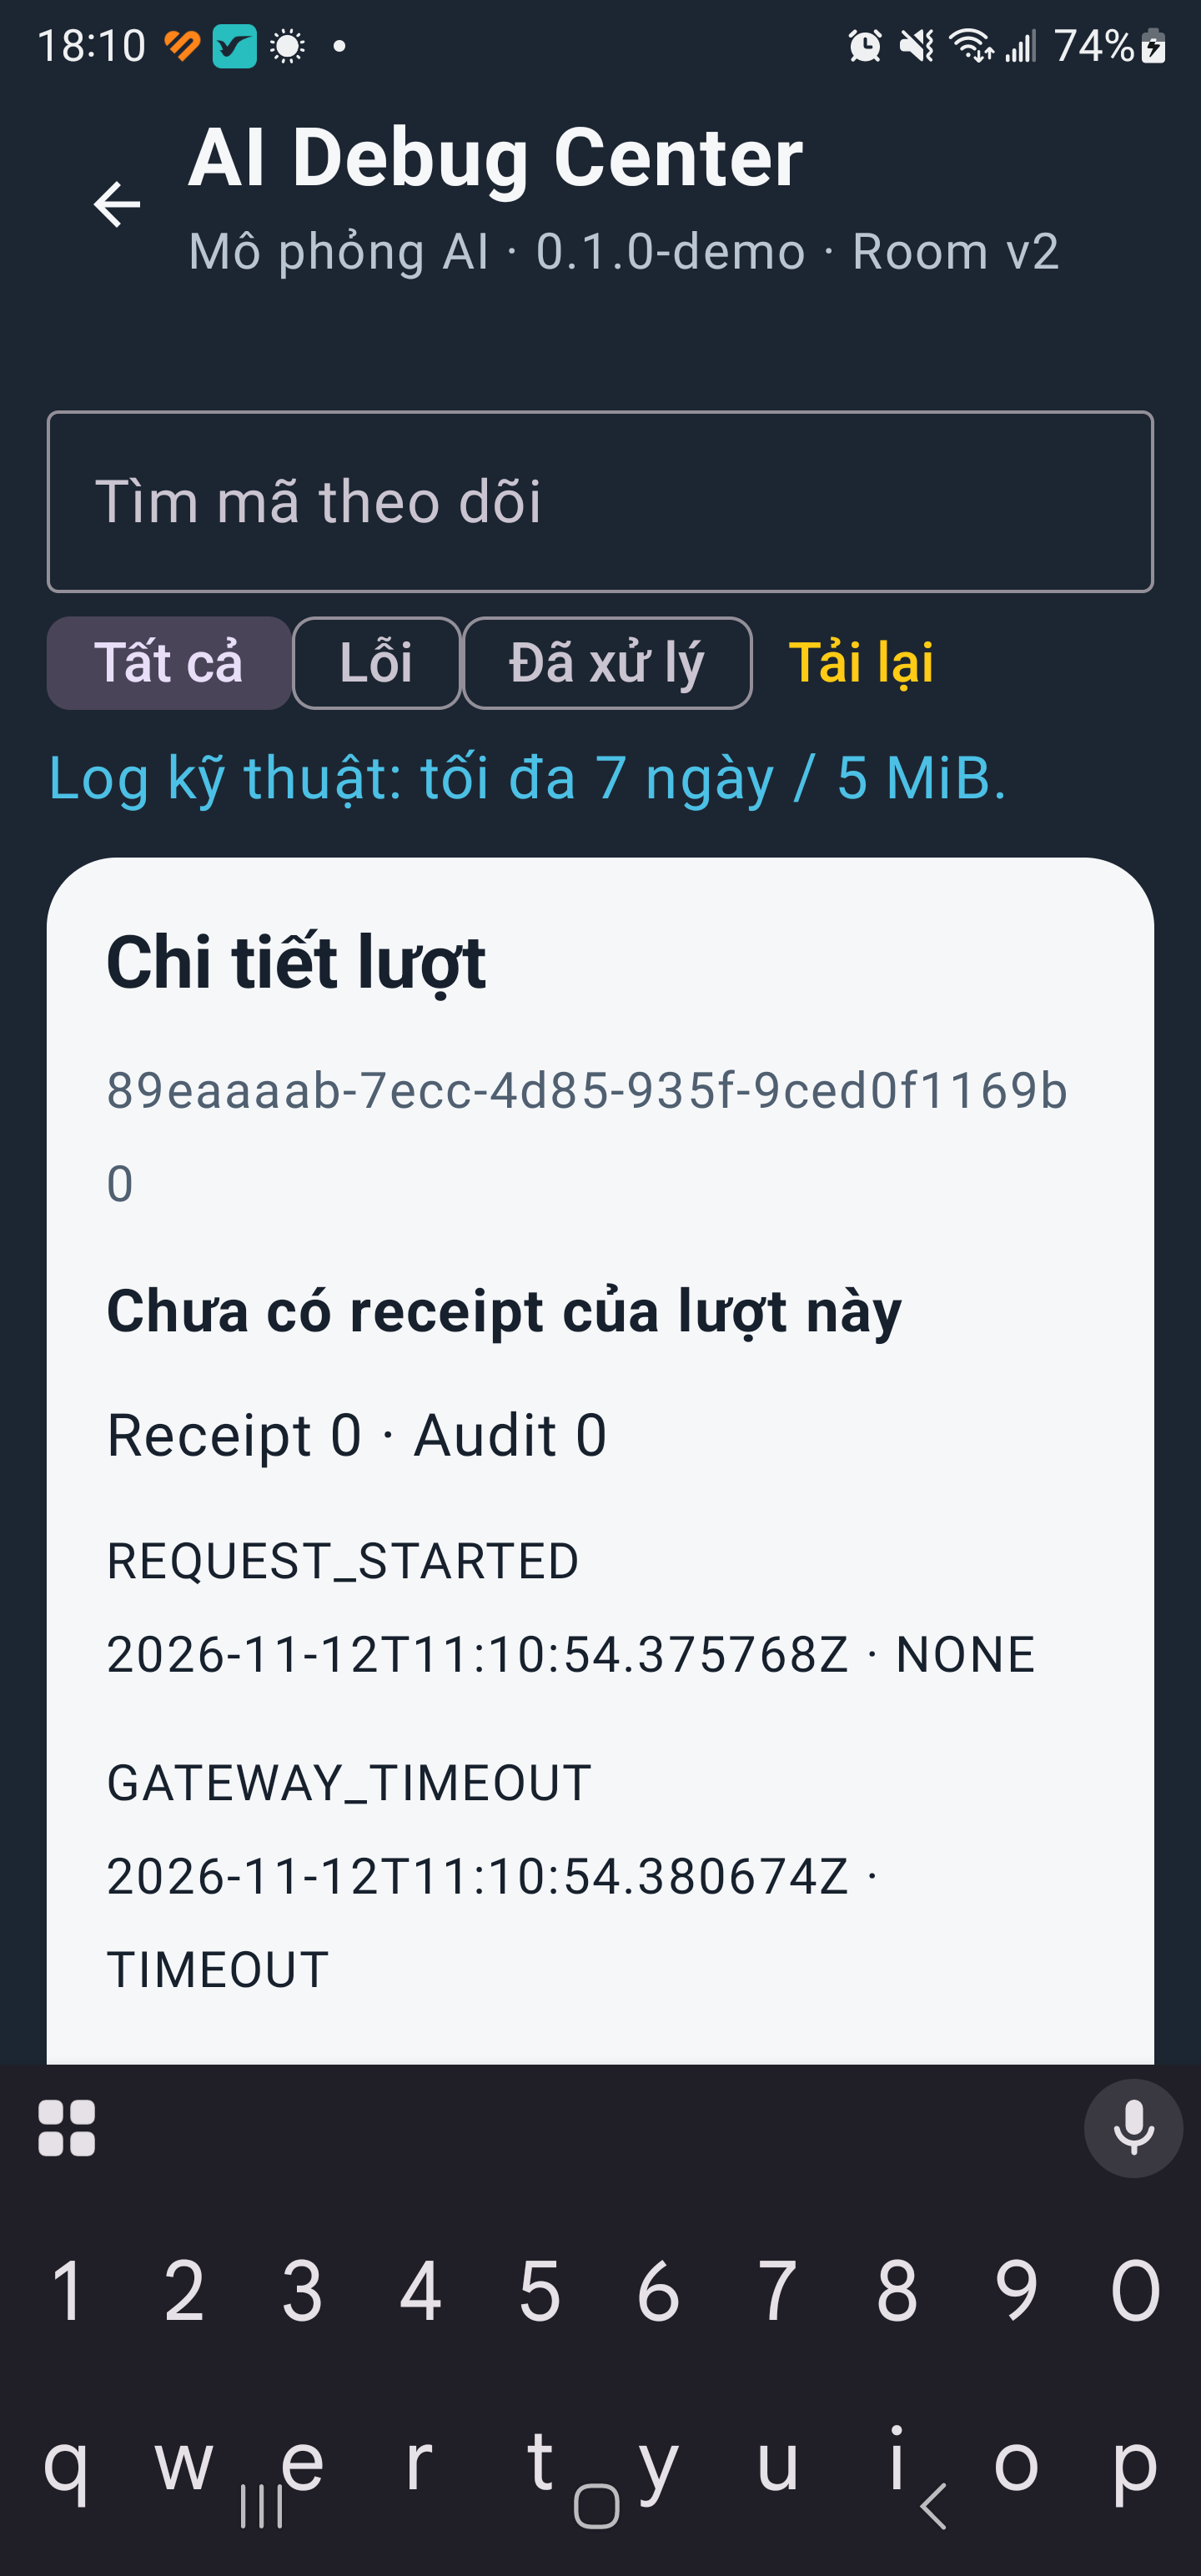 18:10
74%
AI Debug Center
Mô phỏng AI · 0.1.0-demo · Room v2
Tìm mã theo dõi
Tất cả Lỗi Đã xử lý Tải lại
Log kỹ thuật: tối đa 7 ngày / 5 MiB.
Chi tiết lượt
89eaaaab-7ecc-4d85-935f-9ced0f1169b
0
Chưa có receipt của lượt này
Receipt 0 · Audit 0
REQUEST_STARTED
2026-11-12T11:10:54.375768Z · NONE
GATEWAY_TIMEOUT
2026-11-12T11:10:54.380674Z ·
TIMEOUT
1 2 3 4 5 6 7 8 9 0
q w e r t y u i o p